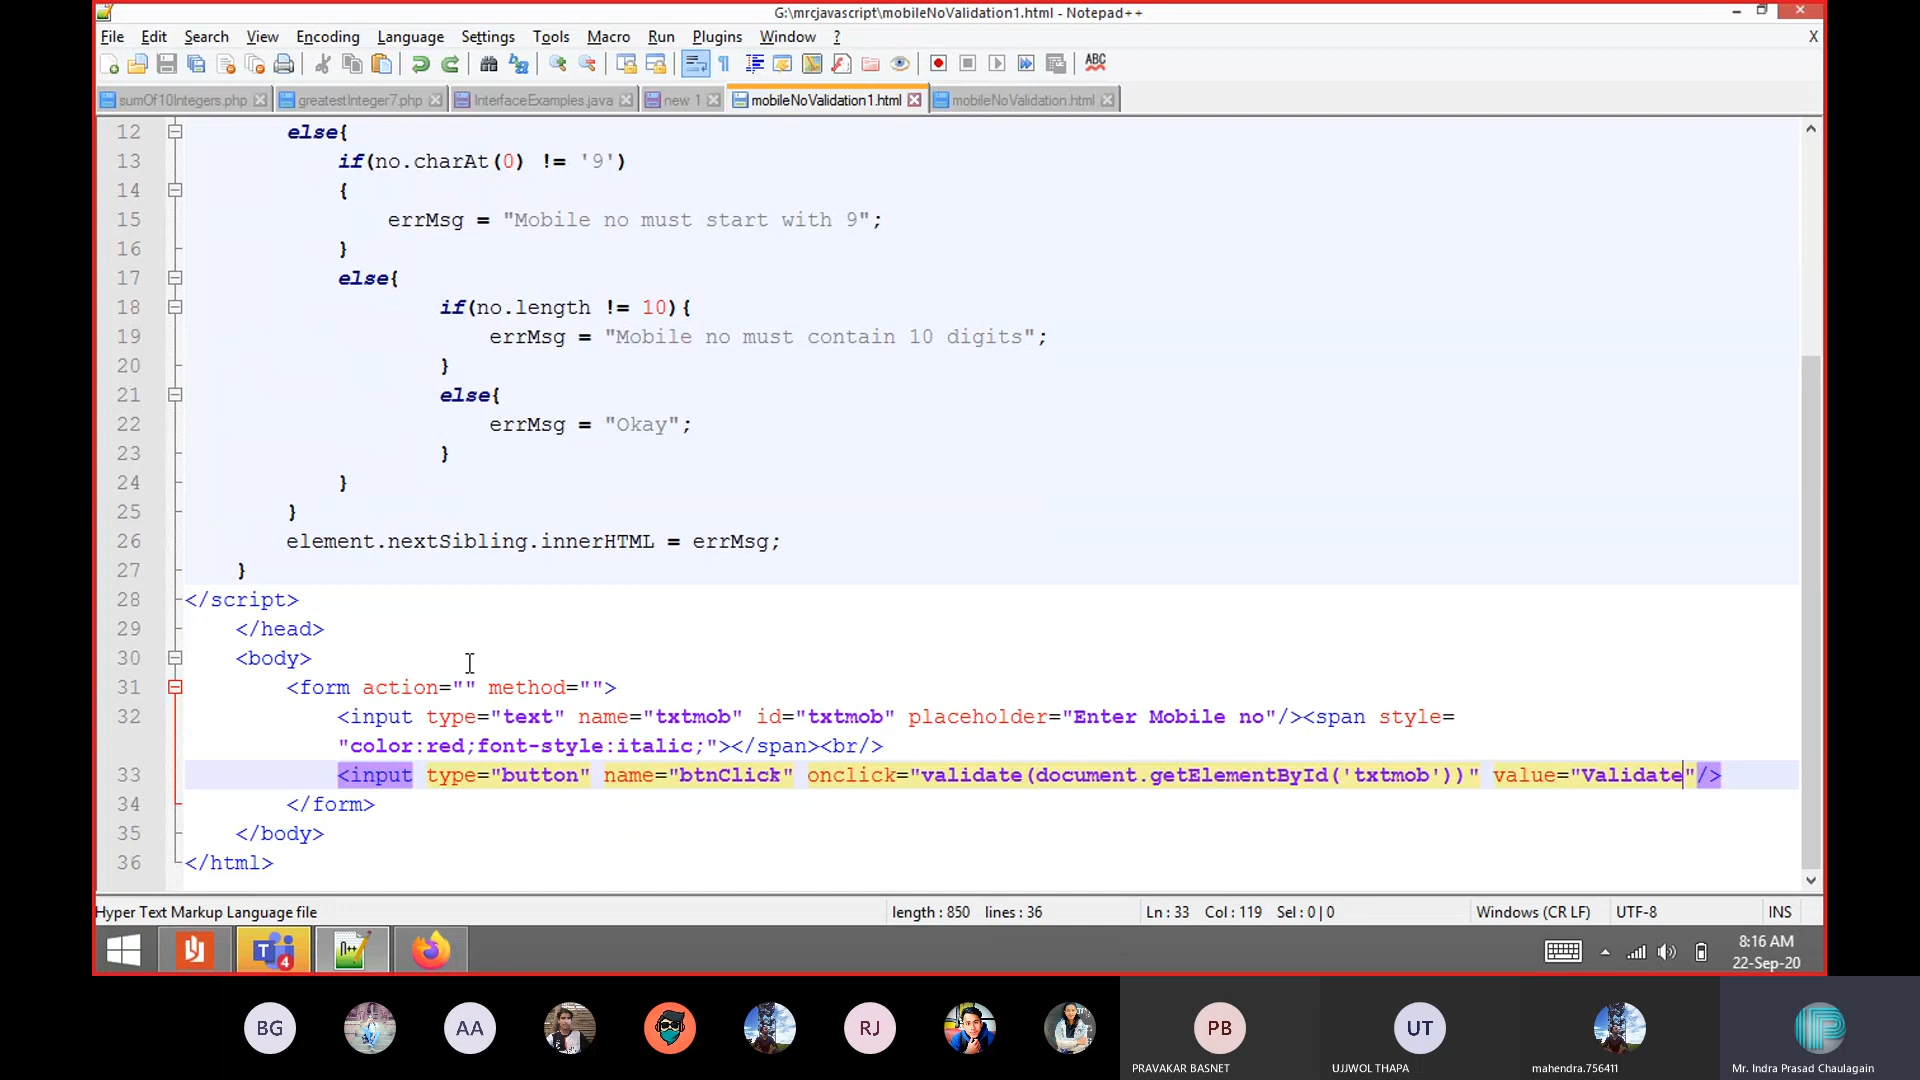 G:\mrcjavascript\mobileNoValidation1.html - Notepad++
File Edit Search View Encoding Language Settings Tools Macro Run Plugins Window ? X
ABC
sumOf10Integers.php greatestInteger7.php InterfaceExamples.java new 1 mobileNoValidation1.html mobileNoValidation.html
12 else{
13 if(no.charAt(0) != '9')
14 {
15 errMsg = "Mobile no must start with 9";
16 }
17 else{
18 if(no.length != 10){
19 errMsg = "Mobile no must contain 10 digits";
20 }
21 else{
22 errMsg = "Okay";
23 }
24 }
25 }
26 element.nextSibling.innerHTML = errMsg;
27 }
28 </script>
29 </head>
30 <body>
31 <form action="" method="">
32 <input type="text" name="txtmob" id="txtmob" placeholder="Enter Mobile no"/><span style=
"color:red;font-style:italic;"></span><br/>
33 <input type="button" name="btnClick" onclick="validate(document.getElementById('txtmob'))" value="Validate"/>
34 </form>
35 </body>
36 </html>
Hyper Text Markup Language file length : 850 lines : 36 Ln : 33 Col : 119 Sel : 0 | 0 Windows (CR LF) UTF-8 INS
T 4 N++ 8:16 AM
22-Sep-20
BG AA RJ PB UT
PRAVAKAR BASNET UJJWOL THAPA mahendra.756411 Mr. Indra Prasad Chaulagain